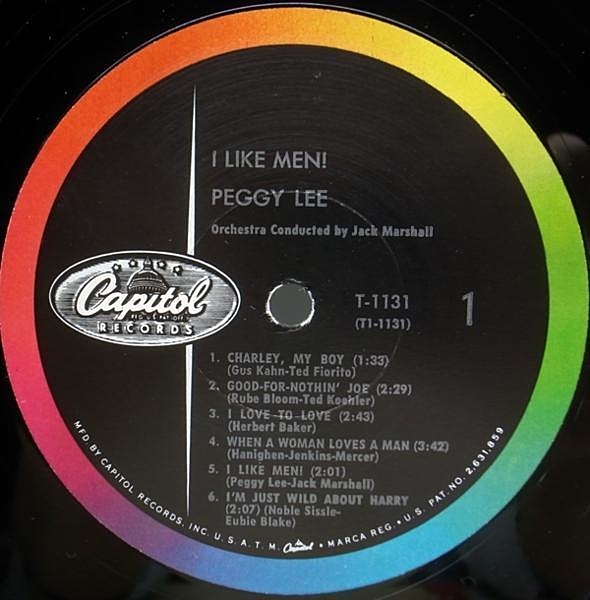 I LIKE MEN!
PEGGY LEE
Orchestra Conducted by Jack Marshall
Capitol
RECORDS
T-1131
(T1-1131)
1
1. CHARLEY, MY BOY (1:33)
(Gus Kahn-Ted Fiorito)
2. GOOD-FOR-NOTHIN' JOE (2:29)
(Rube Bloom-Ted Koehler)
3. I LOVE TO LOVE (2:43)
(Herbert Baker)
4. WHEN A WOMAN LOVES A MAN (3:42)
(Hanighen-Jenkins-Mercer)
5. I LIKE MEN! (2:01)
(Peggy Lee-Jack Marshall)
6. I'M JUST WILD ABOUT HARRY
(2:07) (Noble Sissle-
Eubie Blake)
MFD. BY CAPITOL RECORDS, INC. U.S.A. T.M. Capitol • MARCA REG. • U.S. PAT. NO. 2,631,859